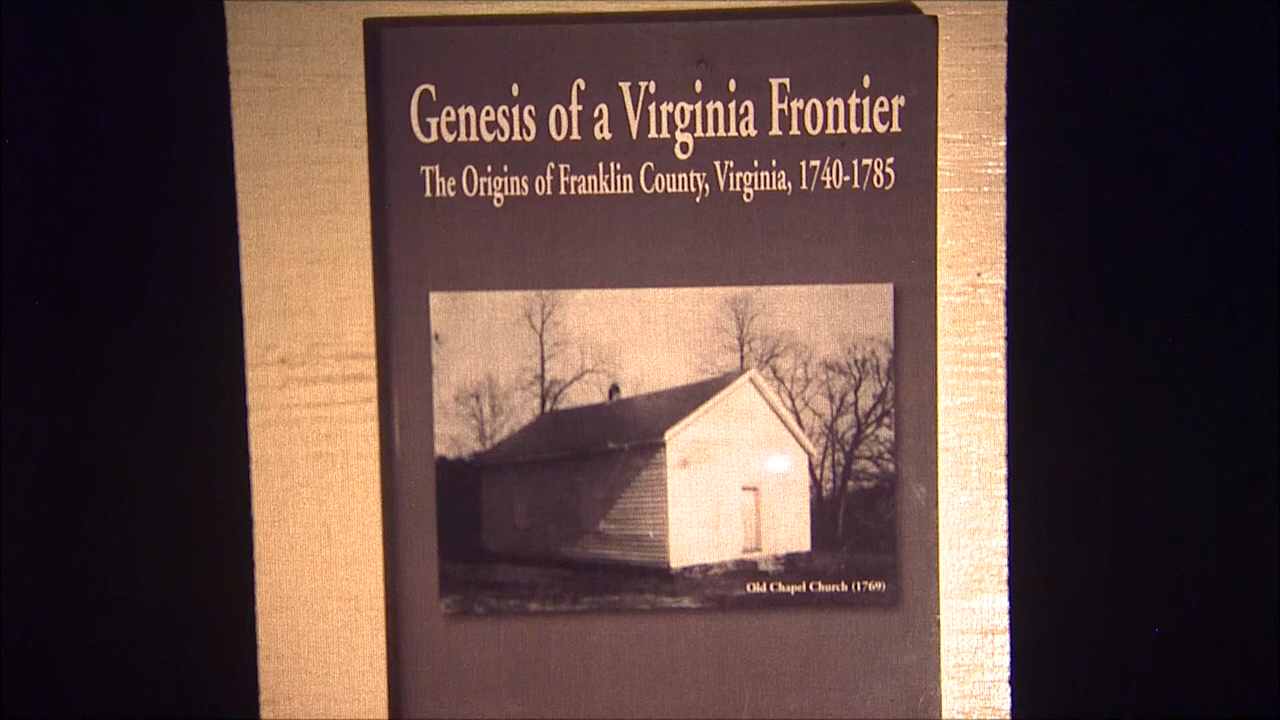 Genesis of a Virginia Frontier
The Origins of Franklin County, Virginia, 1740-1785
Old Chapel Church (1769)